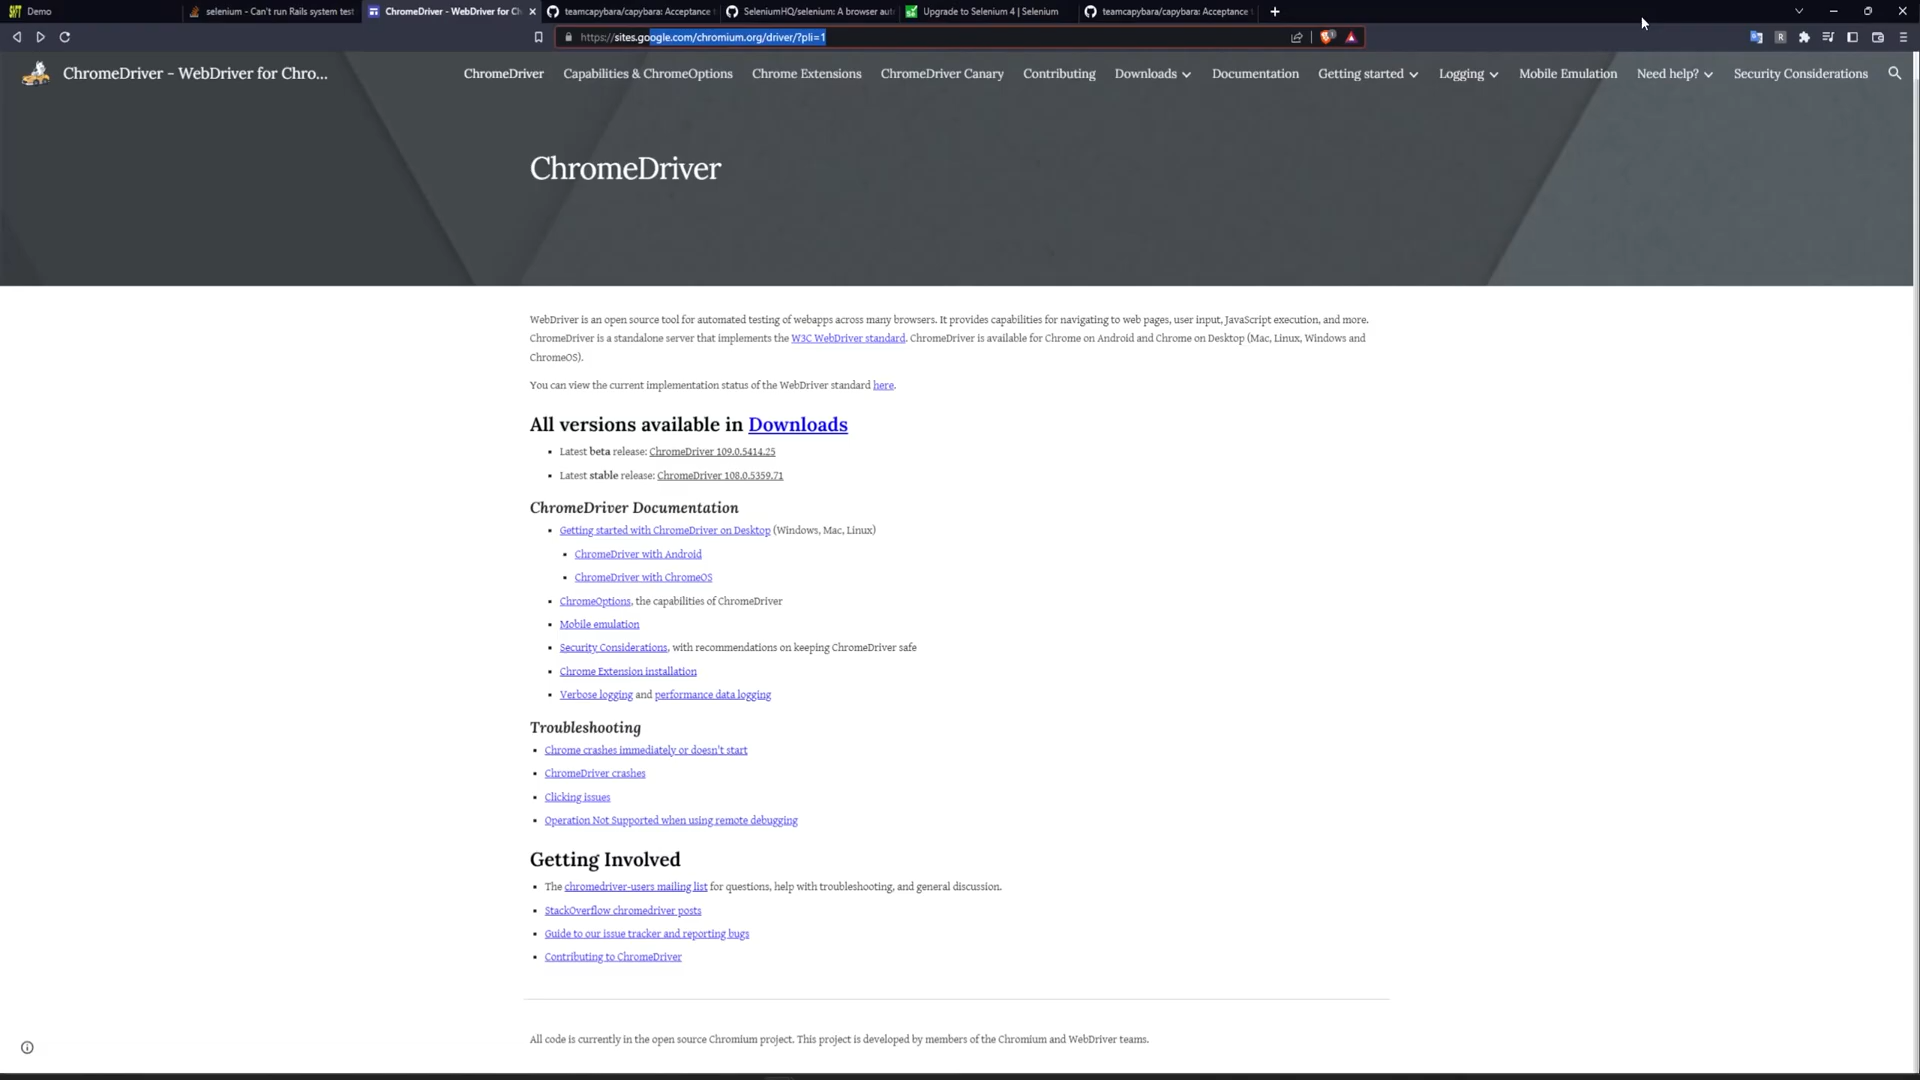 Demo
selenium - Can't run Rails system test
ChromeDriver - WebDriver for Ch
teamcapybara/capybara: Acceptance
SeleniumHQ/selenium: A browser aut
Upgrade to Selenium 4 | Selenium
teamcapybara/capybara: Acceptance
https://sites.google.com/chromium.org/driver/?pli=1
ChromeDriver - WebDriver for Chro...
ChromeDriver
Capabilities & ChromeOptions
Chrome Extensions
ChromeDriver Canary
Contributing
Downloads
Documentation
Getting started
Logging
Mobile Emulation
Need help?
Security Considerations
ChromeDriver
WebDriver is an open source tool for automated testing of webapps across many browsers. It provides capabilities for navigating to web pages, user input, JavaScript execution, and more.
ChromeDriver is a standalone server that implements the W3C WebDriver standard. ChromeDriver is available for Chrome on Android and Chrome on Desktop (Mac, Linux, Windows and
ChromeOS).
You can view the current implementation status of the WebDriver standard here.
All versions available in Downloads
Latest beta release: ChromeDriver 109.0.5414.25
Latest stable release: ChromeDriver 108.0.5359.71
ChromeDriver Documentation
Getting started with ChromeDriver on Desktop (Windows, Mac, Linux)
ChromeDriver with Android
ChromeDriver with ChromeOS
ChromeOptions, the capabilities of ChromeDriver
Mobile emulation
Security Considerations, with recommendations on keeping ChromeDriver safe
Chrome Extension installation
Verbose logging and performance data logging
Troubleshooting
Chrome crashes immediately or doesn't start
ChromeDriver crashes
Clicking issues
Operation Not Supported when using remote debugging
Getting Involved
The chromedriver-users mailing list for questions, help with troubleshooting, and general discussion.
StackOverflow chromedriver posts
Guide to our issue tracker and reporting bugs
Contributing to ChromeDriver
All code is currently in the open source Chromium project. This project is developed by members of the Chromium and WebDriver teams.